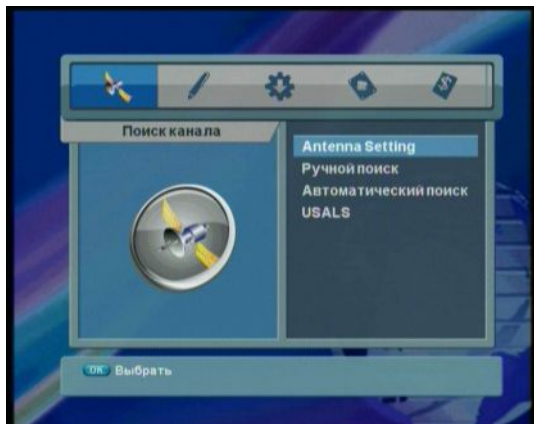 Поиск канала
Antenna Setting
Ручной поиск
Автоматический поиск
USALS
OK Выбрать